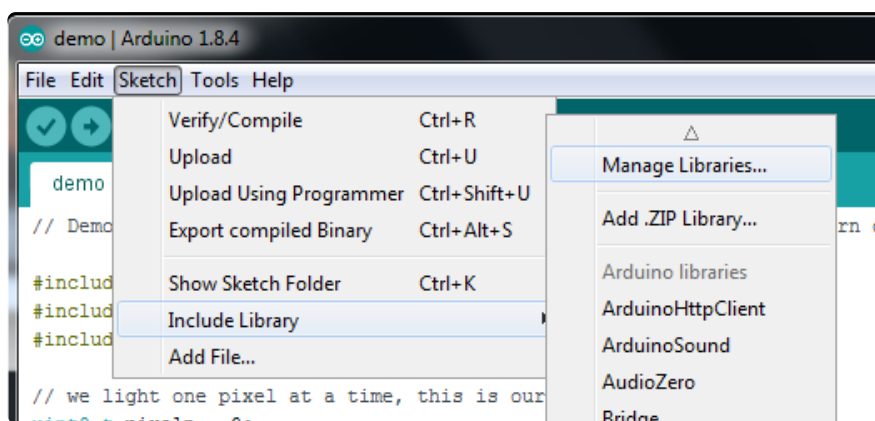 demo | Arduino 1.8.4
File Edit Sketch Tools Help
Verify/Compile Ctrl+R
Upload Ctrl+U
Upload Using Programmer Ctrl+Shift+U
Export compiled Binary Ctrl+Alt+S
Show Sketch Folder Ctrl+K
Include Library
Add File...
Manage Libraries...
Add .ZIP Library...
Arduino libraries
ArduinoHttpClient
ArduinoSound
AudioZero
Bridge
demo
// Demo
#includ
#includ
#includ
// we light one pixel at a time, this is our